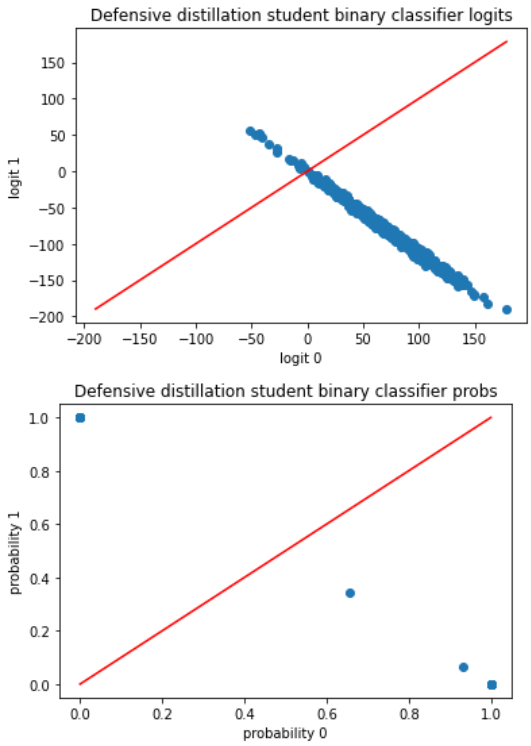 Defensive distillation student binary classifier logits
150
100
50
0
−50
−100
−150
−200
logit 1
−200 −150 −100 −50 0 50 100 150
logit 0
Defensive distillation student binary classifier probs
1.0
0.8
0.6
0.4
0.2
0.0
probability 1
0.0 0.2 0.4 0.6 0.8 1.0
probability 0